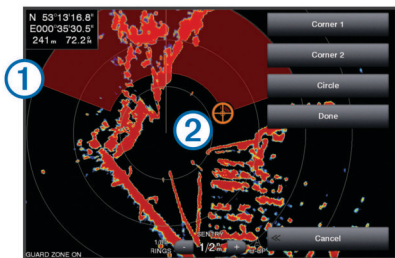 N 53°13'16.8"
E000°35'30.5"
241m 72.2°M
Corner 1
Corner 2
Circle
Done
1
2
SENTRY
RINGS
- 1/2 +
Cancel
GUARD ZONE ON